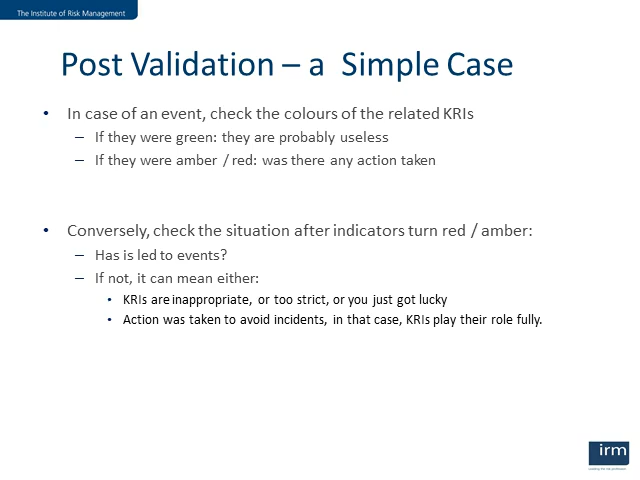 The Institute of Risk Management
Post Validation – a  Simple Case
• In case of an event, check the colours of the related KRIs
– If they were green: they are probably useless
– If they were amber / red: was there any action taken
• Conversely, check the situation after indicators turn red / amber:
– Has is led to events?
– If not, it can mean either:
• KRIs are inappropriate, or too strict, or you just got lucky
• Action was taken to avoid incidents, in that case, KRIs play their role fully.
irm